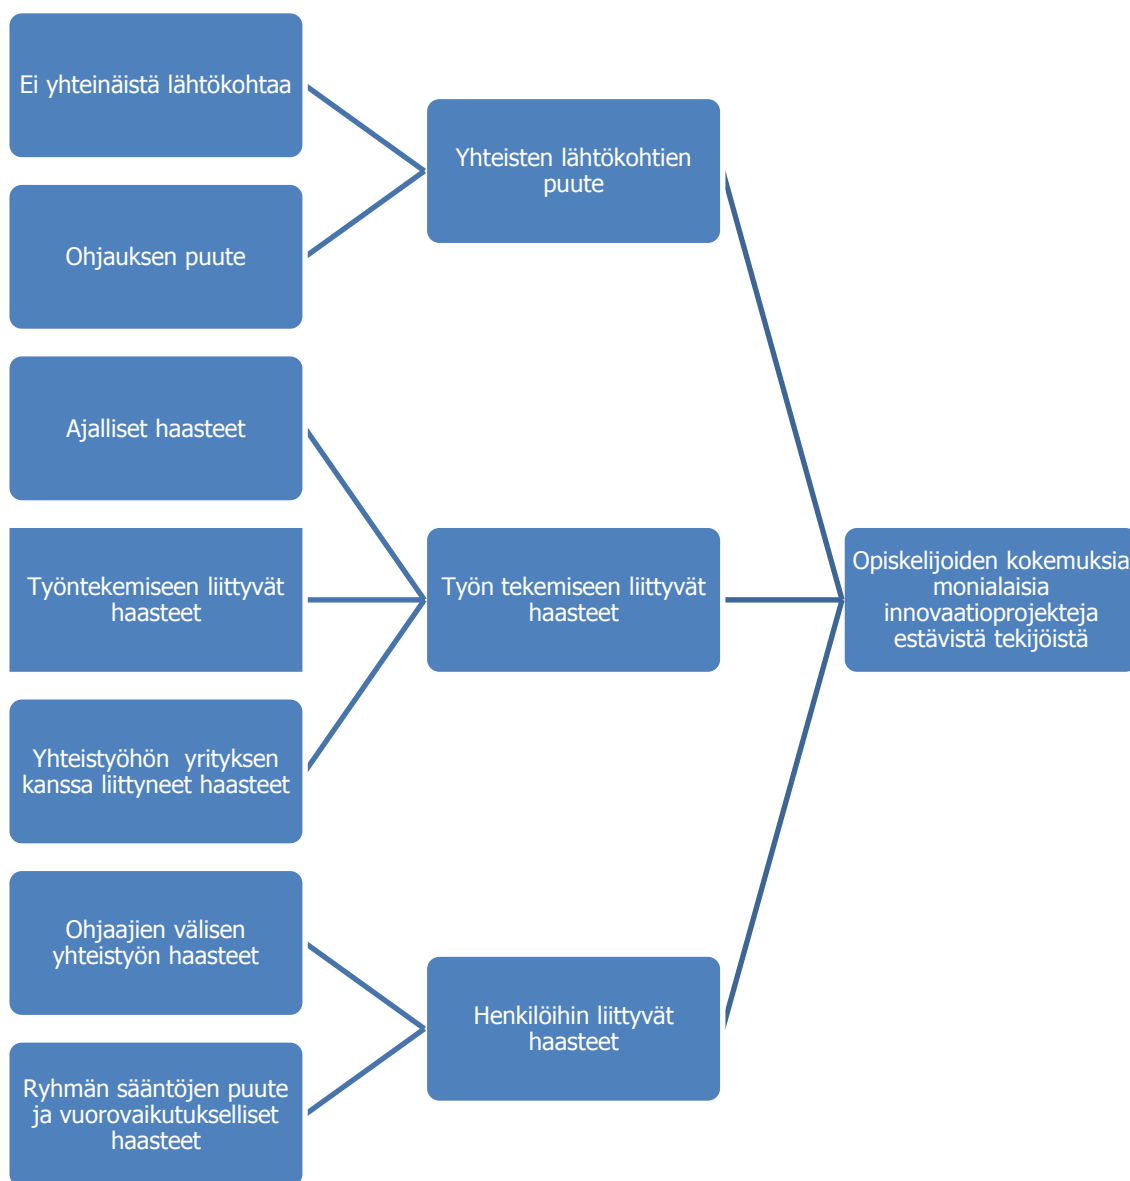 Ei yhteinäistä lähtökohtaa
Ohjauksen puute
Ajalliset haasteet
Työntekemiseen liittyvät
haasteet
Yhteistyöhön yrityksen
kanssa liittyneet haasteet
Ohjaajien välisen
yhteistyön haasteet
Ryhmän sääntöjen puute
ja vuorovaikutukselliset
haasteet
Yhteisten lähtökohtien
puute
Työn tekemiseen liittyvät
haasteet
Henkilöihin liittyvät
haasteet
Opiskelijoiden kokemuksia
monialaisia
innovaatioprojekteja
estävistä tekijöistä